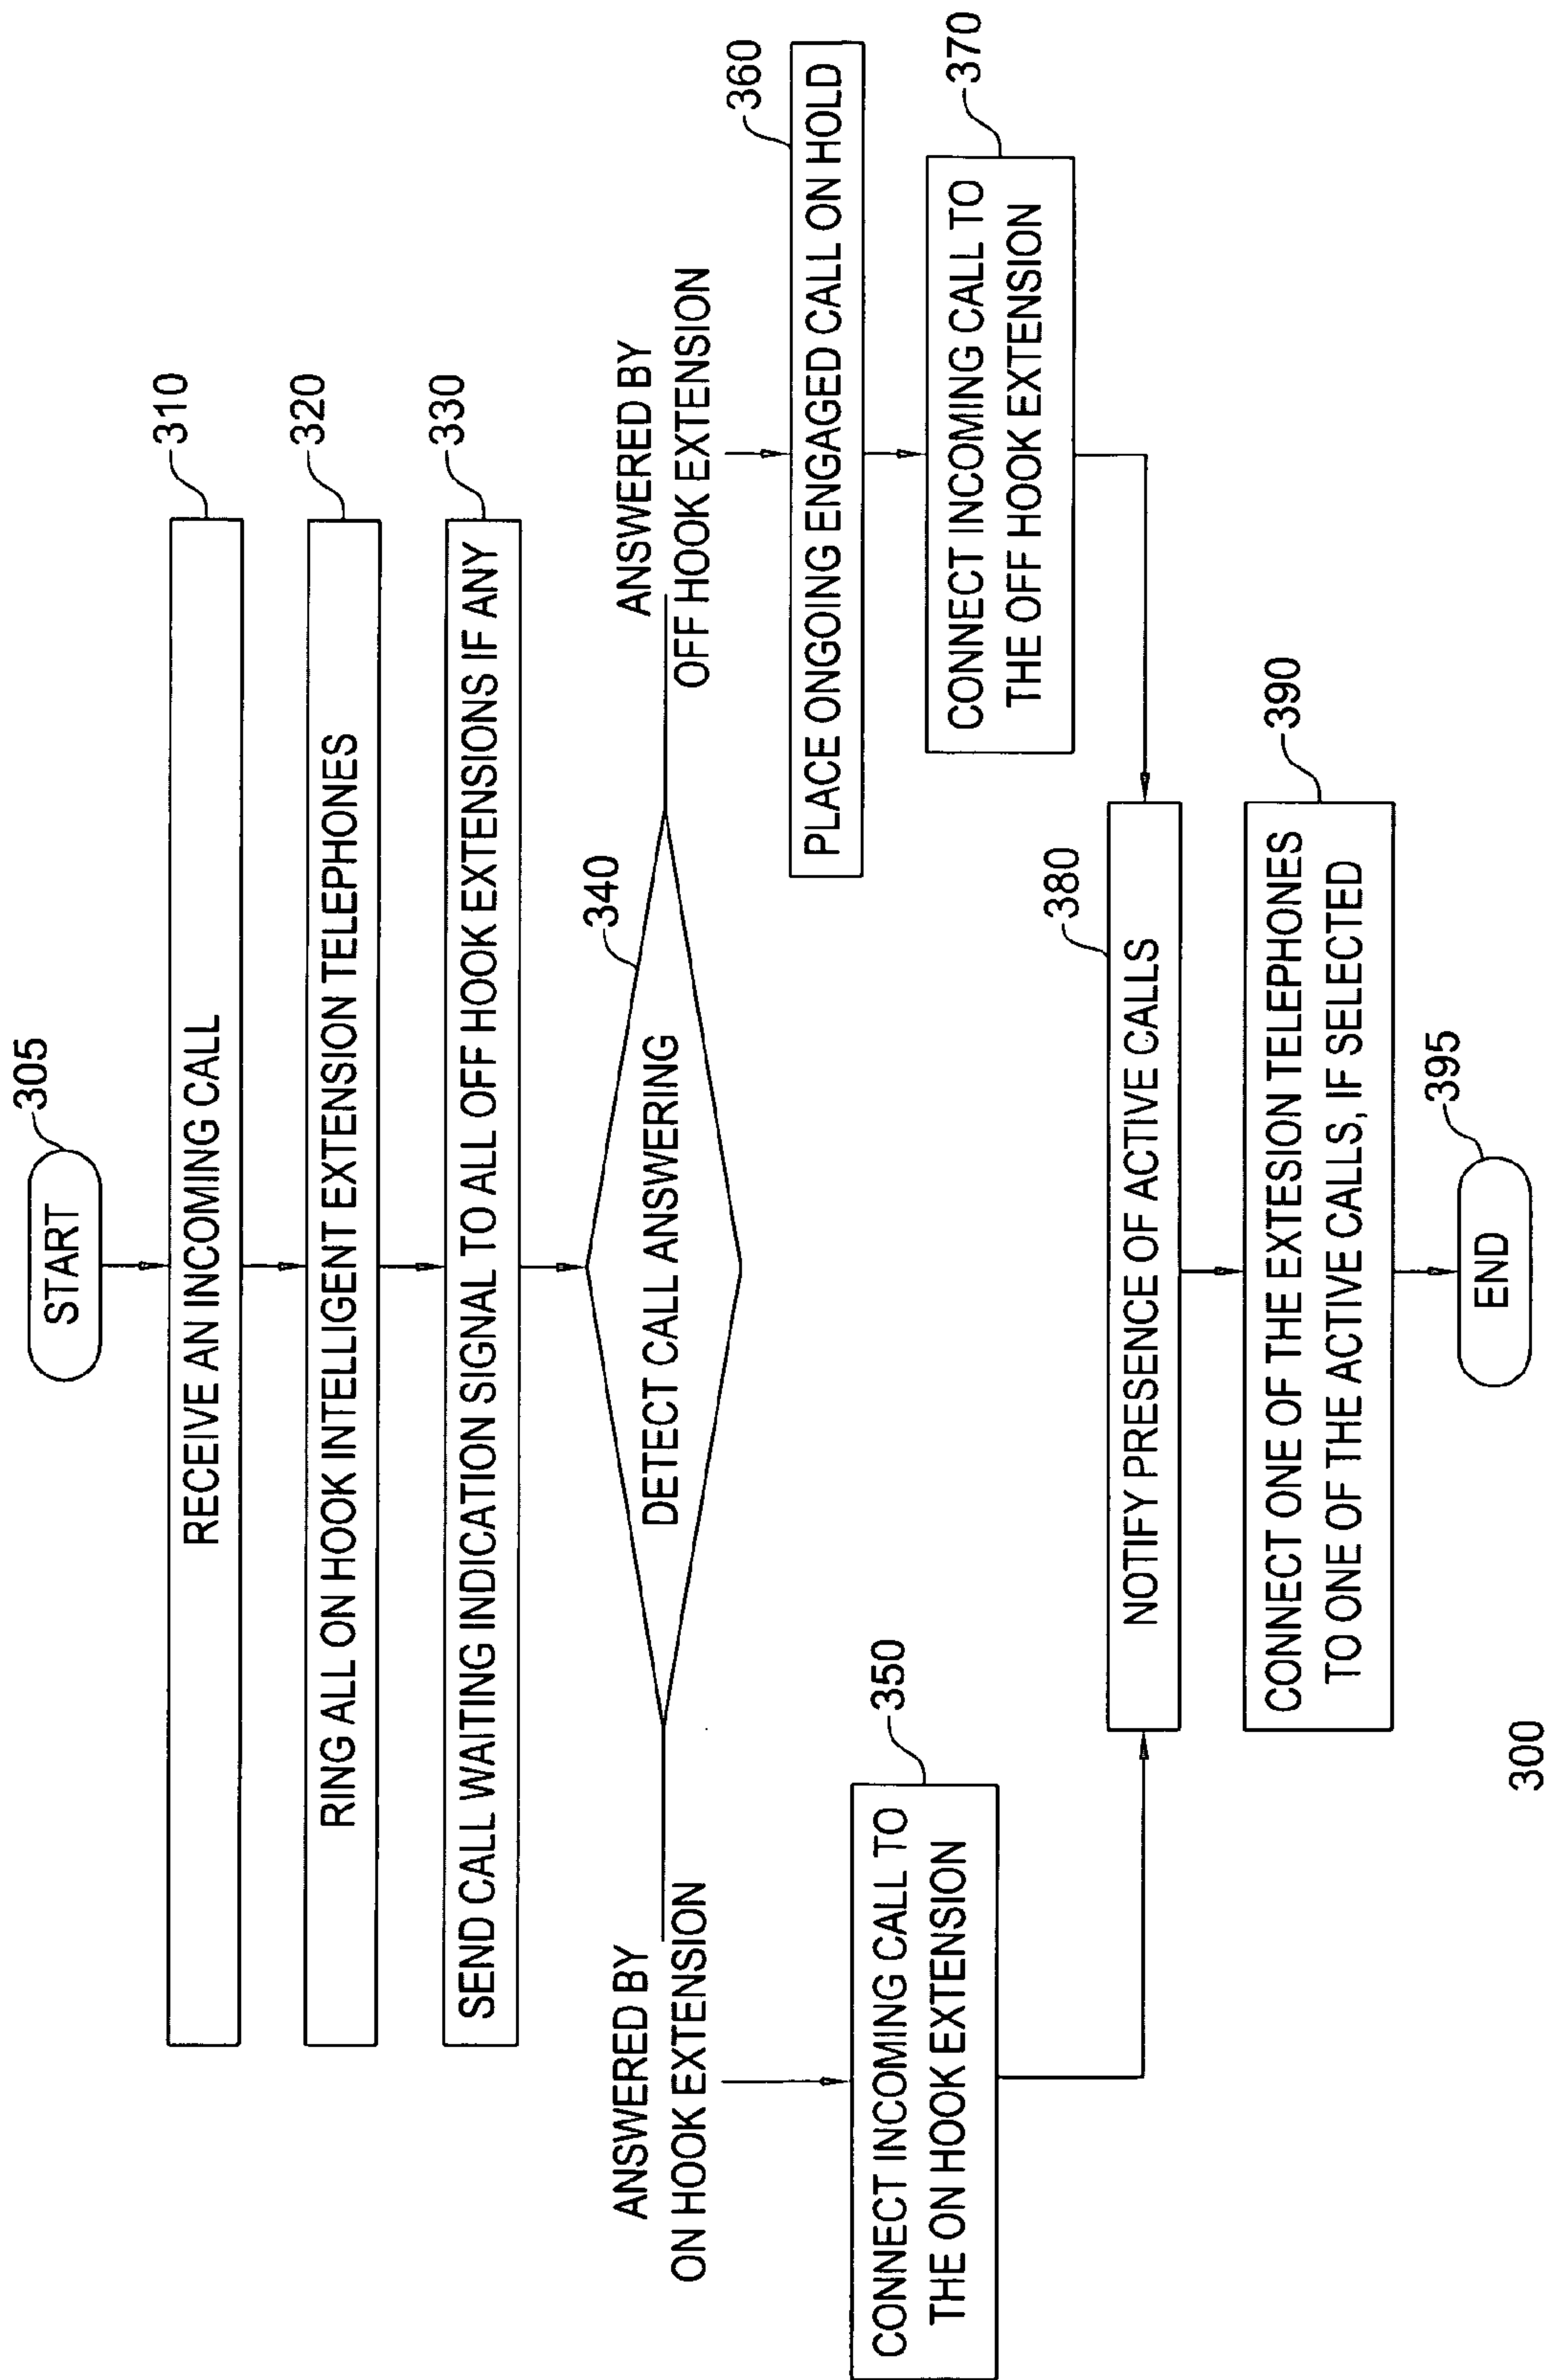 START
305
RECEIVE AN INCOMING CALL
310
RING ALL ON HOOK INTELLIGENT EXTENSION TELEPHONES
320
SEND CALL WAITING INDICATION SIGNAL TO ALL OFF HOOK EXTENSIONS IF ANY
330
DETECT CALL ANSWERING
340
ANSWERED BY
ON HOOK EXTENSION
ANSWERED BY
OFF HOOK EXTENSION
CONNECT INCOMING CALL TO
THE ON HOOK EXTENSION
350
PLACE ONGOING ENGAGED CALL ON HOLD
360
CONNECT INCOMING CALL TO
THE OFF HOOK EXTENSION
370
NOTIFY PRESENCE OF ACTIVE CALLS
380
CONNECT ONE OF THE EXTESION TELEPHONES
TO ONE OF THE ACTIVE CALLS, IF SELECTED
390
END
395
300